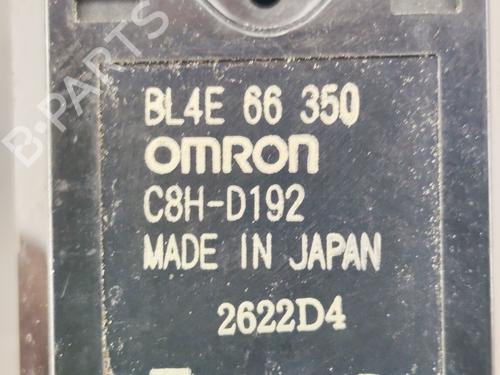 B-PARTS
BL4E 66 350
OMRON
C8H-D192
MADE IN JAPAN
2622D4